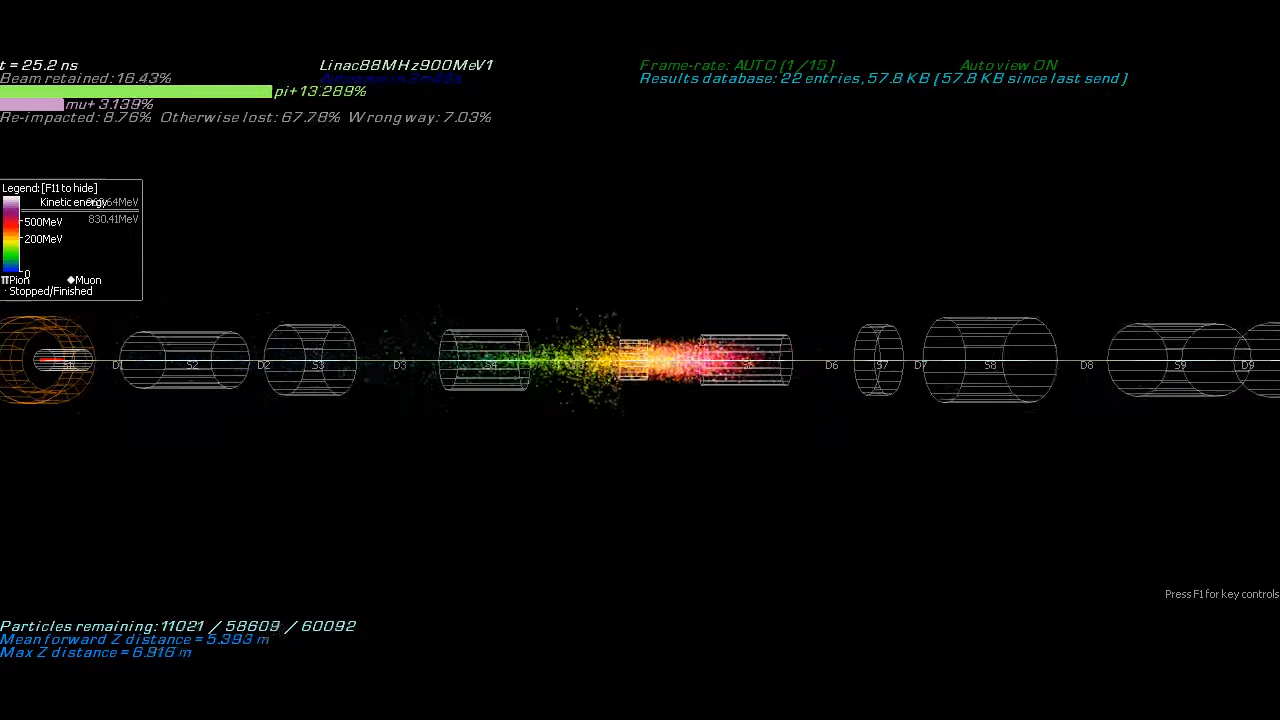 t = 25.2 ns
Linac88MHz900MeV1
Frame-rate: AUTO [1/15]
Autoview ON
Beam retained: 16.43%
Results database: 22 entries, 57.8 KB [57.8 KB since last send]
pi+ 13.289%
mu+ 3.139%
Re-impacted: 8.76% Otherwise lost: 67.78% Wrong way: 7.03%
Legend: [F11 to hide]
Kinetic energy
830.41MeV
500MeV
200MeV
0
πPion ◆Muon
· Stopped/Finished
S1 D1 S2 D2 S3 D3 S4 S6 D6 S7 D7 S8 D8 S9 D9
Press F1 for key controls
Particles remaining: 11021 / 58609 / 60092
Mean forward Z distance = 5.393 m
Max Z distance = 6.916 m